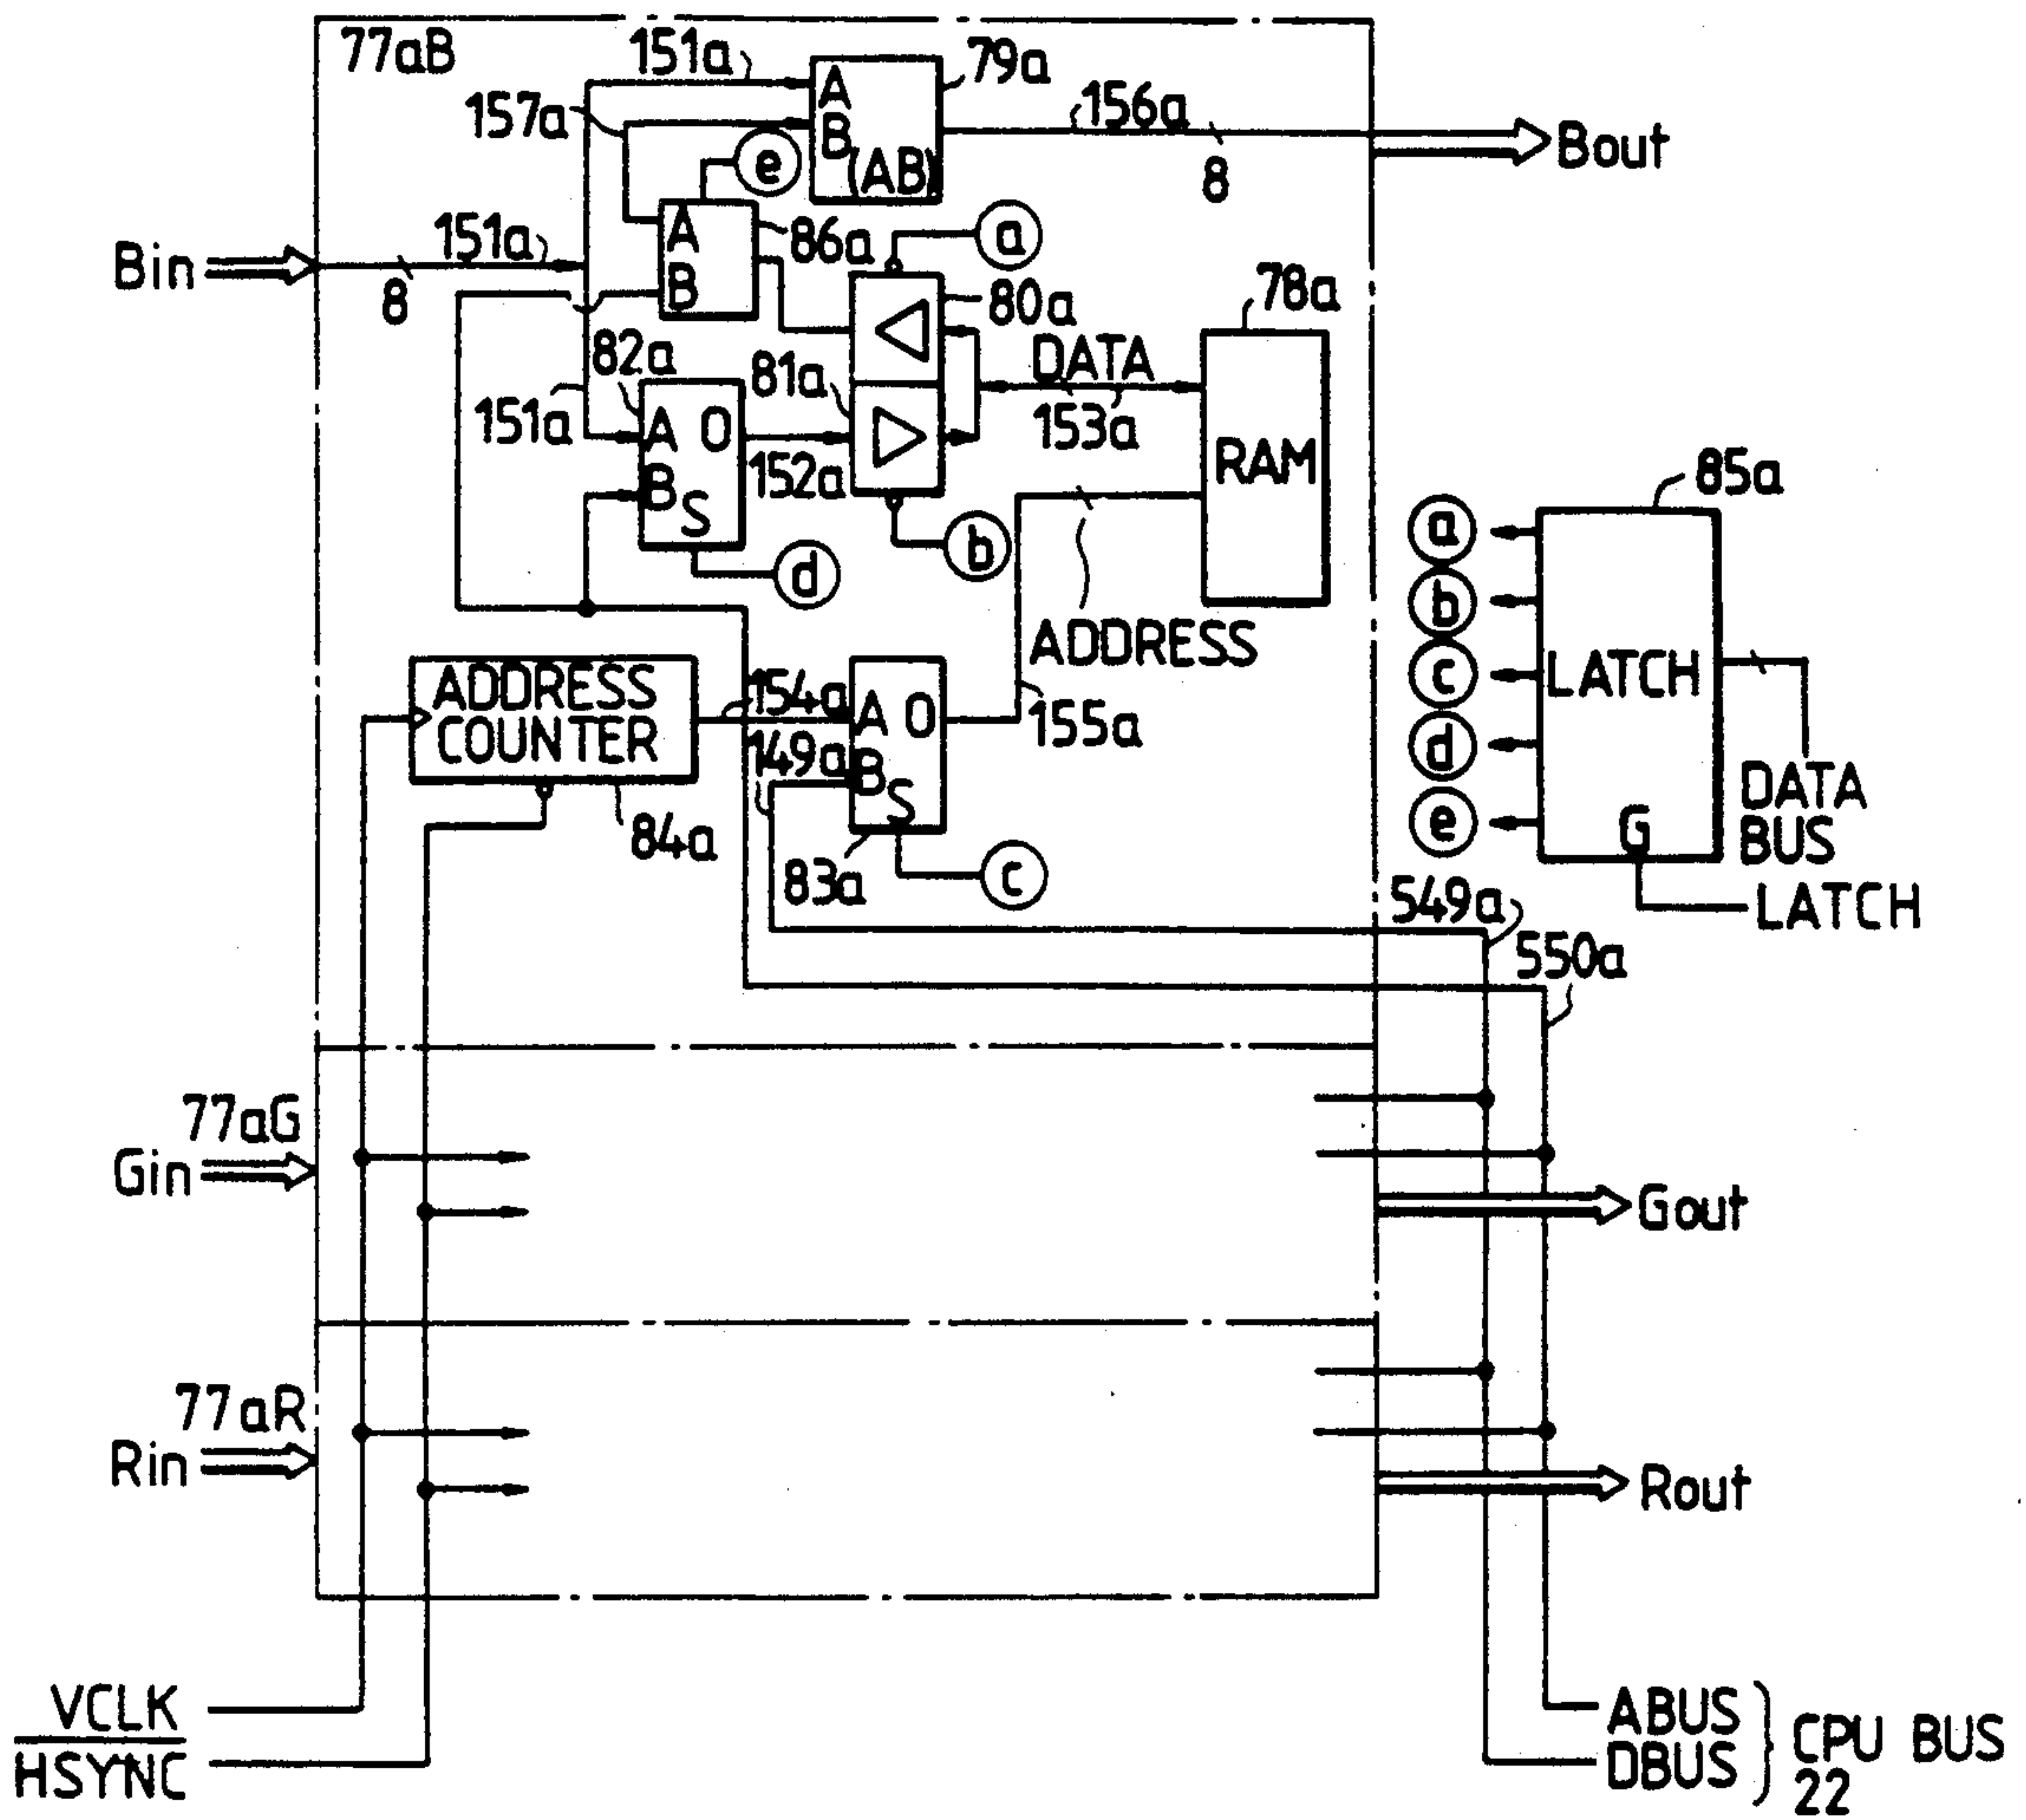 77aB
151a
79a
157a
A
B
(AB)
156a
8
Bout
e
Bin
151a
8
A
B
86a
a
80a
78a
82a
81a
DATA
153a
151a
A
O
B
S
152a
RAM
b
d
ADDRESS
85a
a
b
c
d
e
LATCH
G
DATA
BUS
LATCH
ADDRESS
COUNTER
154a
149a
A
O
B
S
155a
84a
83a
c
549a
550a
77aG
Gin
Gout
77aR
Rin
Rout
VCLK
HSYNC
ABUS
DBUS
CPU BUS
22